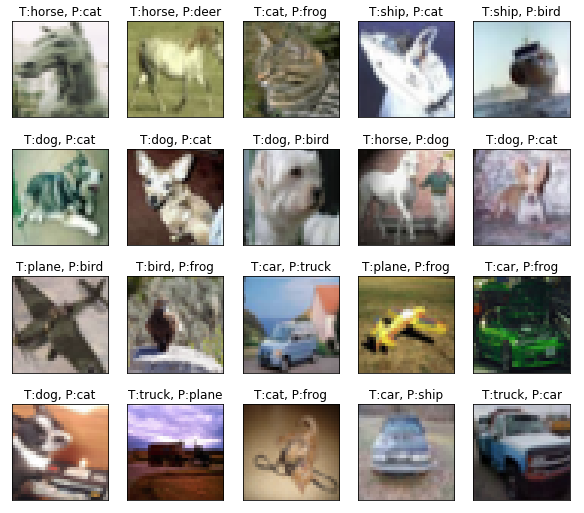 T:horse, P:cat
T:horse, P:deer
T:cat, P:frog
T:ship, P:cat
T:ship, P:bird
T:dog, P:cat
T:dog, P:cat
T:dog, P:bird
T:horse, P:dog
T:dog, P:cat
T:plane, P:bird
T:bird, P:frog
T:car, P:truck
T:plane, P:frog
T:car, P:frog
T:dog, P:cat
T:truck, P:plane
T:cat, P:frog
T:car, P:ship
T:truck, P:car